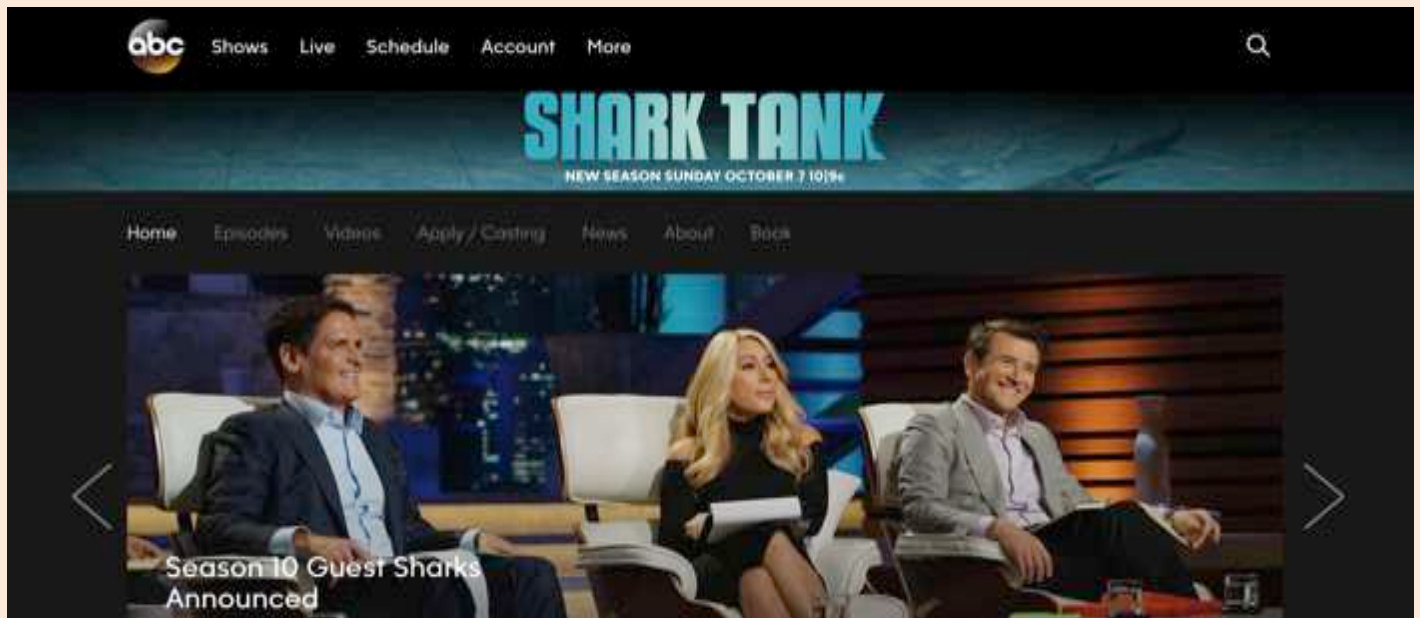 abc Shows Live Schedule Account More
SHARK TANK
NEW SEASON SUNDAY OCTOBER 7 10|9c
Home Episodes Videos Apply / Casting News About Book
Season 10 Guest Sharks
Announced